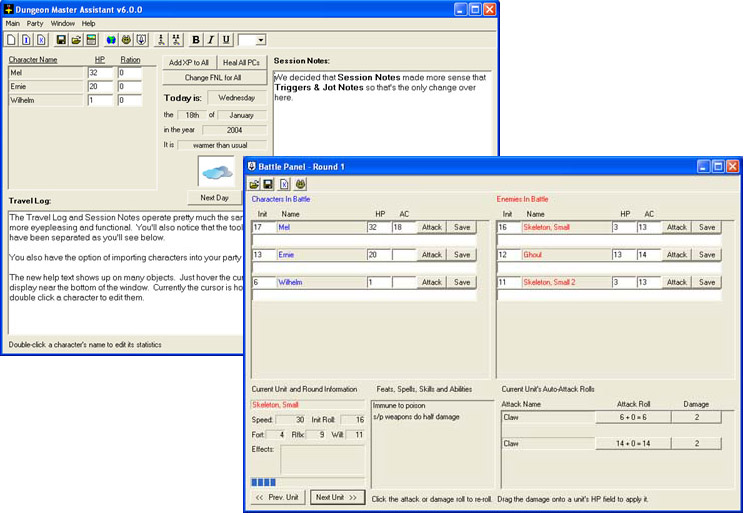 Dungeon Master Assistant v6.0.0
Main Party Window Help
B I U
Character Name HP Ration
Mel 32 0
Ernie 20 0
Wilhelm 1 0
Add XP to All Heal All PCs
Change FNL for All
Today is: Wednesday
the 18th of January
in the year 2004
It is warmer than usual
Next Day
Session Notes:
We decided that Session Notes made more sense that
Triggers & Jot Notes so that's the only change over
here.
Travel Log:
The Travel Log and Session Notes operate pretty much the sa
more eyepleasing and functional. You'll also notice that the tool
have been separated as you'll see below.
You also have the option of importing characters into your party
The new help text shows up on many objects. Just hover the cur
display near the bottom of the window. Currently the cursor is ho
double click a character to edit them.
Double-click a character's name to edit its statistics
Battle Panel - Round 1
Characters In Battle
Init Name HP AC
17 Mel 32 18 Attack Save
13 Ernie 20 Attack Save
6 Wilhelm 1 Attack Save
Enemies In Battle
Init Name HP AC
16 Skeleton, Small 3 13 Attack Save
12 Ghoul 13 14 Attack Save
11 Skeleton, Small 2 3 13 Attack Save
Current Unit and Round Information
Skeleton, Small
Speed: 30 Init Roll: 16
Fort: 4 Rflx: 9 Will: 11
Effects:
<< Prev. Unit Next Unit >>
Feats, Spells, Skills and Abilities
Immune to poison
s/p weapons do half damage
Current Unit's Auto-Attack Rolls
Attack Name Attack Roll Damage
Claw 6 + 0 = 6 2
Claw 14 + 0 = 14 2
Click the attack or damage roll to re-roll. Drag the damage onto a unit's HP field to apply it.